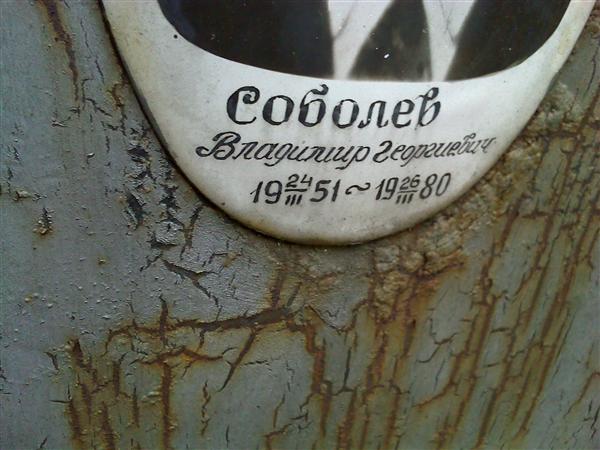 Соболев
Владимир Георгиевич
19 24/III 51 ~ 19 26/III 80